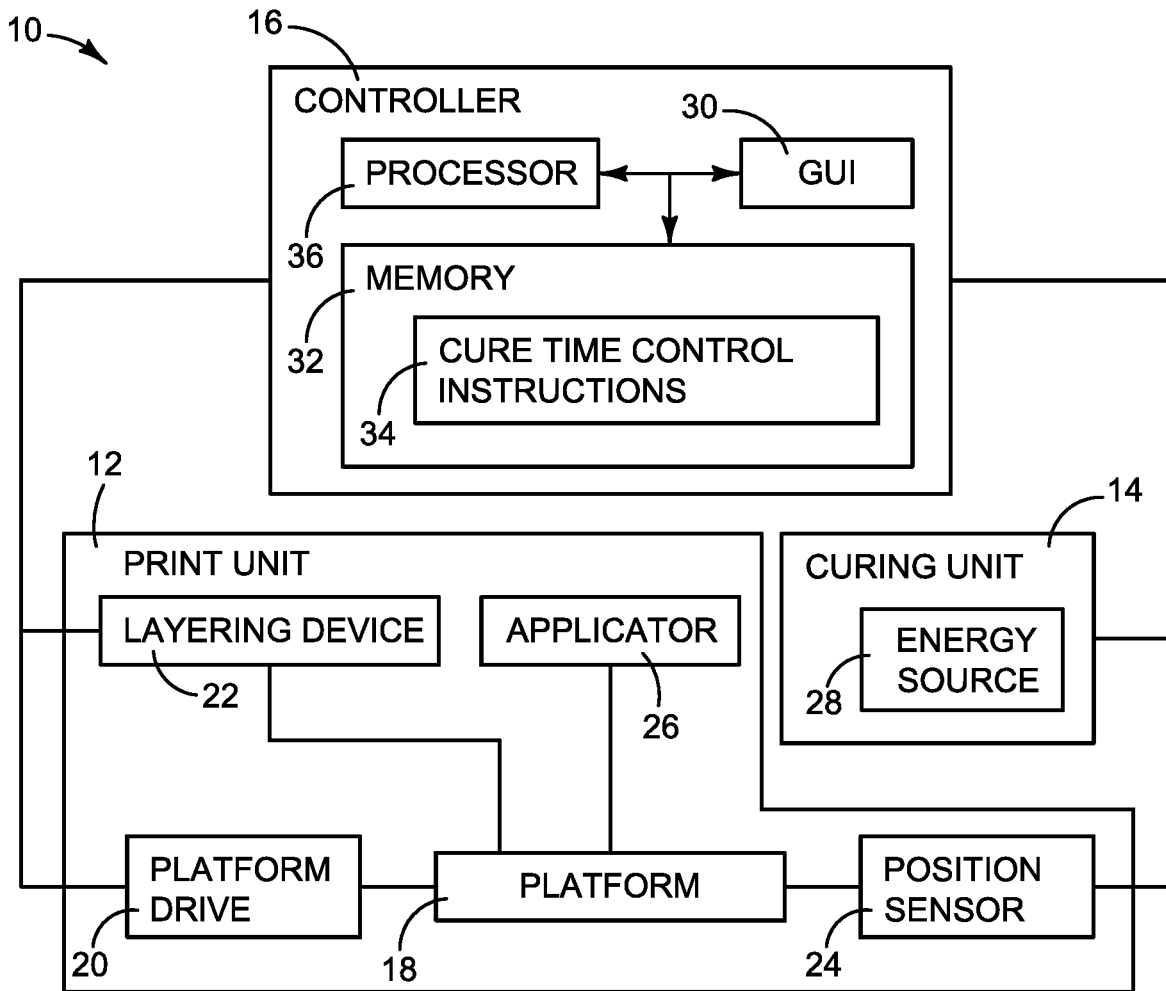 10
16
CONTROLLER
30
PROCESSOR
GUI
36
MEMORY
32
CURE TIME CONTROL
INSTRUCTIONS
34
12
14
PRINT UNIT
CURING UNIT
LAYERING DEVICE
APPLICATOR
ENERGY
SOURCE
22
26
28
PLATFORM
DRIVE
PLATFORM
POSITION
SENSOR
20
18
24